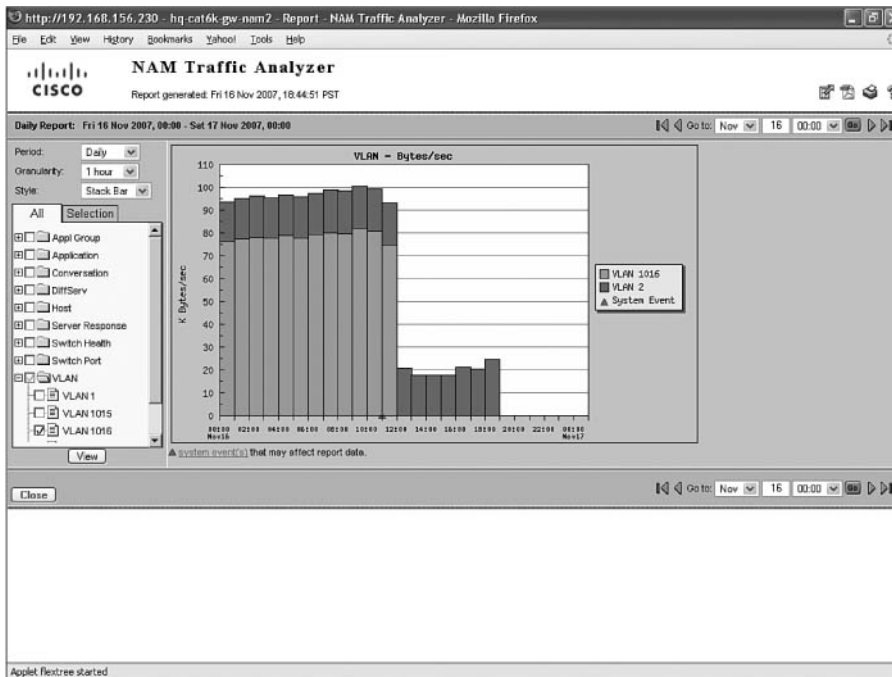 http://192.168.156.230 - hq-cat6k-gw-nam2 - Report - NAM Traffic Analyzer - Mozilla Firefox
File Edit View History Bookmarks Yahoo! Tools Help
CISCO
NAM Traffic Analyzer
Report generated: Fri 16 Nov 2007, 18:44:51 PST
Daily Report: Fri 16 Nov 2007, 00:00 - Sat 17 Nov 2007, 00:00
Go to: Nov 16 00:00 Go
Period: Daily
Granularity: 1 hour
Style: Stack Bar
All Selection
Appl Group
Application
Conversation
DiffServ
Host
Server Response
Switch Health
Switch Port
VLAN
VLAN 1
VLAN 1015
VLAN 1016
View
VLAN - Bytes/sec
K Bytes/sec
110
100
90
80
70
60
50
40
30
20
10
0
00:00 02:00 04:00 06:00 08:00 10:00 12:00 14:00 16:00 18:00 20:00 22:00 00:00
Nov16 Nov17
VLAN 1016
VLAN 2
System Event
system event(s) that may affect report data.
Close
Go to: Nov 16 00:00 Go
Applet flextree started